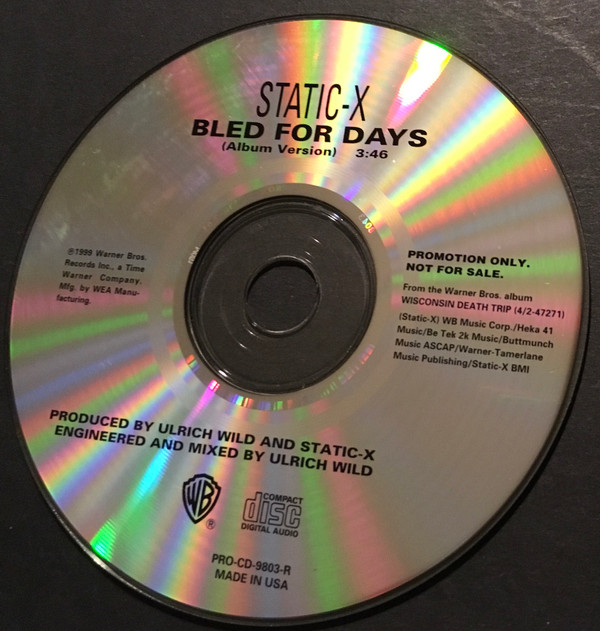 STATIC-X
BLED FOR DAYS
(Album Version) 3:46
℗1999 Warner Bros.
Records Inc., a Time
Warner Company.
Mfg. by WEA Manu-
facturing.
PROMOTION ONLY.
NOT FOR SALE.
From the Warner Bros. album
WISCONSIN DEATH TRIP (4/2-47271)
(Static-X) WB Music Corp./Heka 41
Music/Be Tek 2k Music/Buttmunch
Music ASCAP/Warner-Tamerlane
Music Publishing/Static-X BMI
PRODUCED BY ULRICH WILD AND STATIC-X
ENGINEERED AND MIXED BY ULRICH WILD
WB
®
COMPACT
disc
DIGITAL AUDIO
PRO-CD-9803-R
MADE IN USA